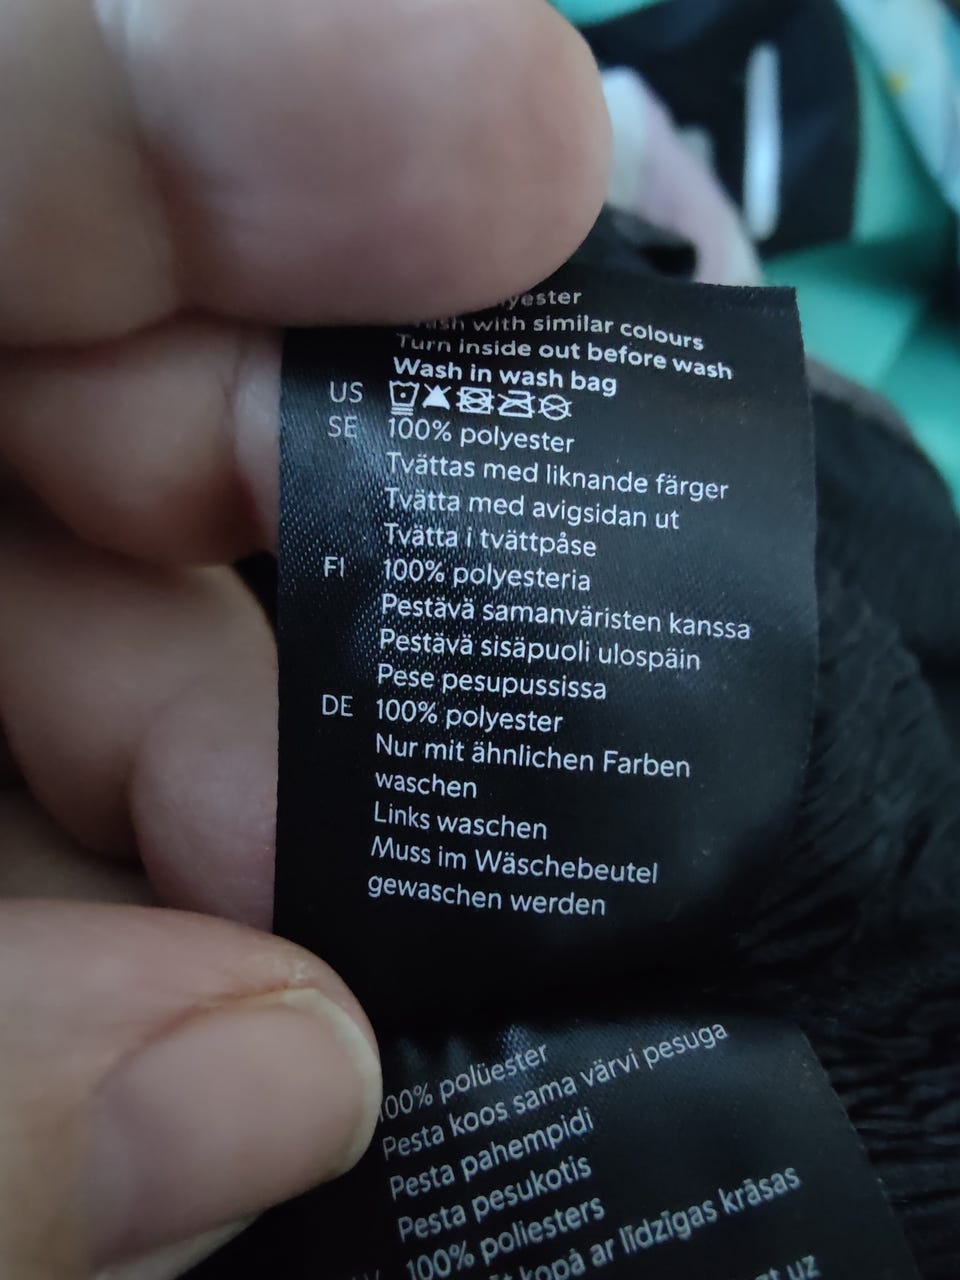 with similar colours
Turn inside out before wash
Wash in wash bag
US
SE 100% polyester
Tvättas med liknande färger
Tvätta med avigsidan ut
Tvätta i tvättpåse
FI 100% polyesteria
Pestävä samanväristen kanssa
Pestävä sisäpuoli ulospäin
Pese pesupussissa
DE 100% polyester
Nur mit ähnlichen Farben
waschen
Links waschen
Muss im Wäschebeutel
gewaschen werden
100% polüester
Pesta koos sama värvi pesuga
Pesta pahempidi
Pesta pesukotis
100% poliesters
kopā ar līdzīgas krāsas
uz